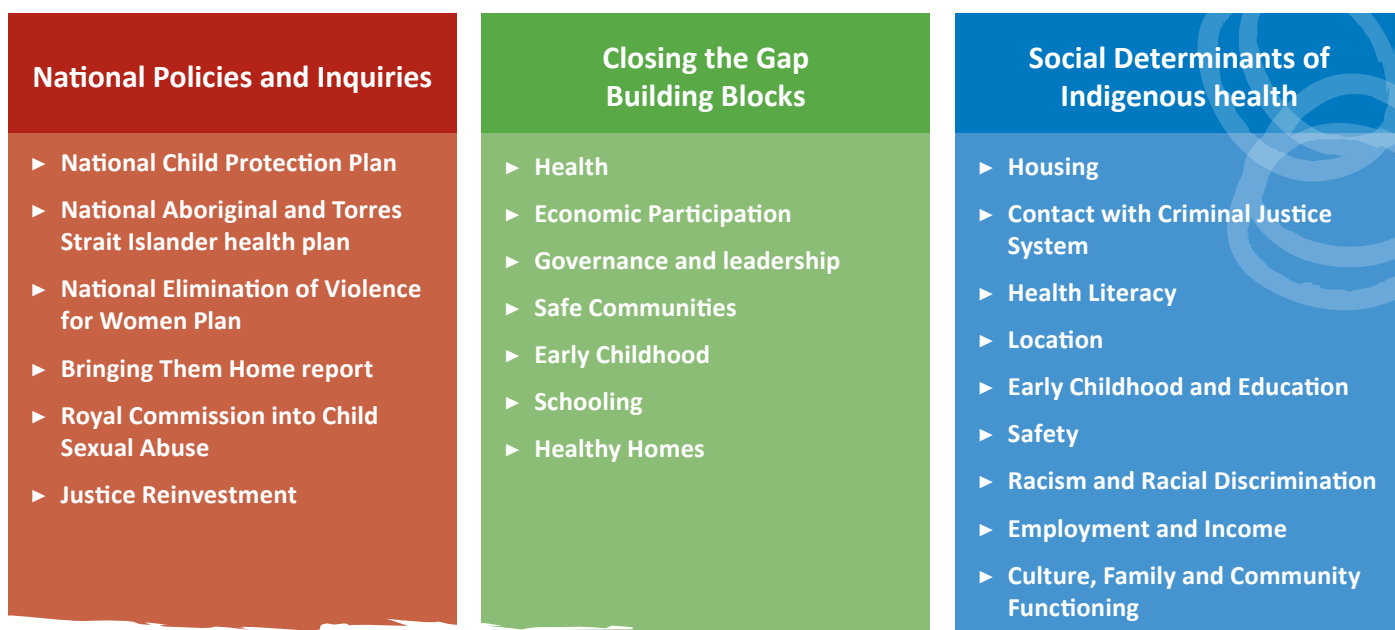 National Policies and Inquiries
► National Child Protection Plan
► National Aboriginal and Torres
Strait Islander health plan
► National Elimination of Violence
for Women Plan
► Bringing Them Home report
► Royal Commission into Child
Sexual Abuse
► Justice Reinvestment
Closing the Gap
Building Blocks
► Health
► Economic Participation
► Governance and leadership
► Safe Communities
► Early Childhood
► Schooling
► Healthy Homes
Social Determinants of
Indigenous health
► Housing
► Contact with Criminal Justice
System
► Health Literacy
► Location
► Early Childhood and Education
► Safety
► Racism and Racial Discrimination
► Employment and Income
► Culture, Family and Community
Functioning